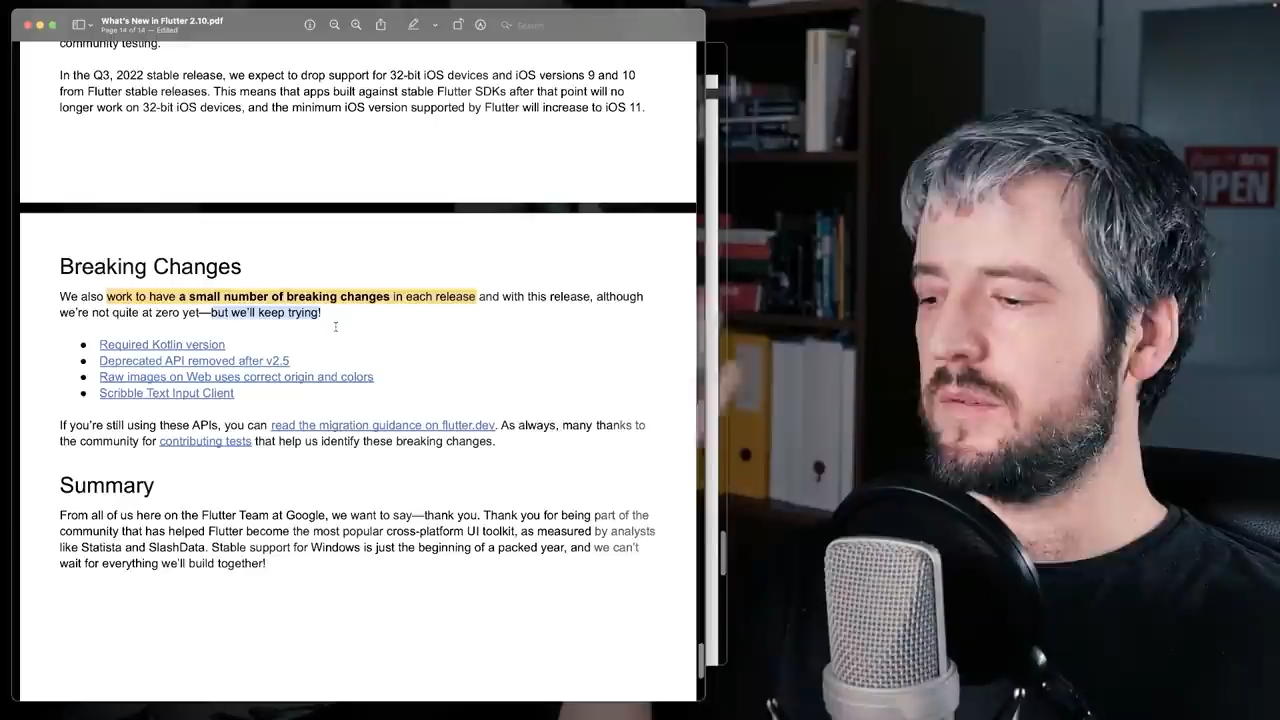 What's New in Flutter 2.10.pdf
Page 14 of 14 — Edited
Search
community testing.
In the Q3, 2022 stable release, we expect to drop support for 32-bit iOS devices and iOS versions 9 and 10
from Flutter stable releases. This means that apps built against stable Flutter SDKs after that point will no
longer work on 32-bit iOS devices, and the minimum iOS version supported by Flutter will increase to iOS 11.
Breaking Changes
We also work to have a small number of breaking changes in each release and with this release, although
we're not quite at zero yet—but we'll keep trying!
● Required Kotlin version
● Deprecated API removed after v2.5
● Raw images on Web uses correct origin and colors
● Scribble Text Input Client
If you're still using these APIs, you can read the migration guidance on flutter.dev. As always, many thanks to
the community for contributing tests that help us identify these breaking changes.
Summary
From all of us here on the Flutter Team at Google, we want to say—thank you. Thank you for being part of the
community that has helped Flutter become the most popular cross-platform UI toolkit, as measured by analysts
like Statista and SlashData. Stable support for Windows is just the beginning of a packed year, and we can't
wait for everything we'll build together!
OPEN